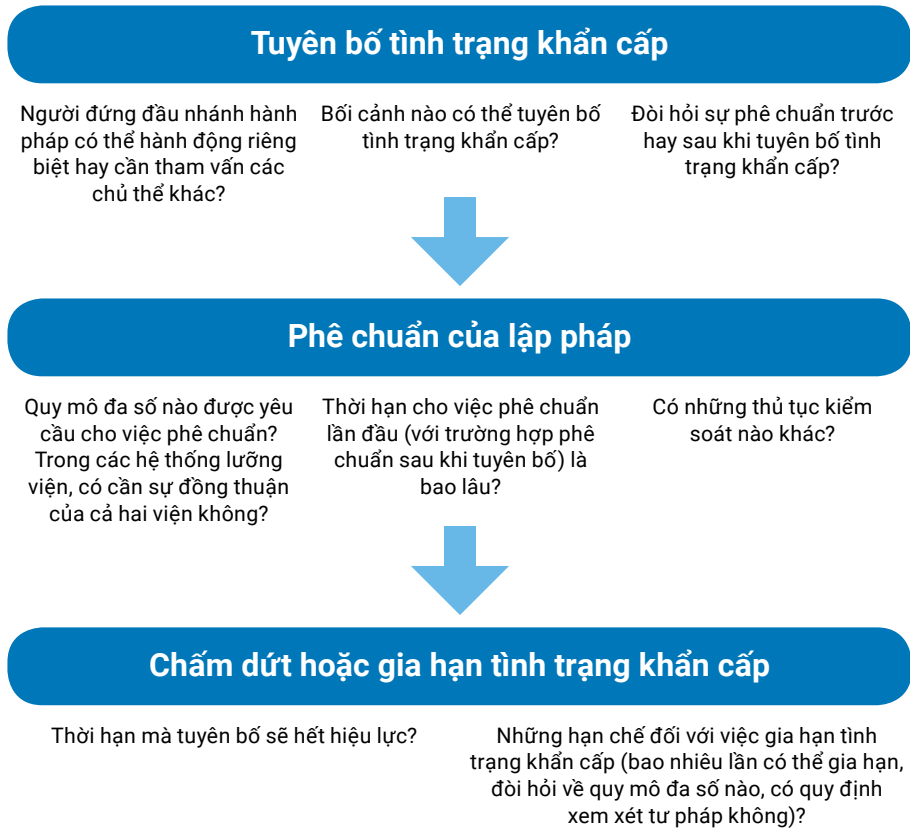 Tuyên bố tình trạng khẩn cấp
Người đứng đầu nhánh hành
pháp có thể hành động riêng
biệt hay cần tham vấn các
chủ thể khác?
Bối cảnh nào có thể tuyên bố
tình trạng khẩn cấp?
Đòi hỏi sự phê chuẩn trước
hay sau khi tuyên bố tình
trạng khẩn cấp?
Phê chuẩn của lập pháp
Quy mô đa số nào được yêu
cầu cho việc phê chuẩn?
Trong các hệ thống lưỡng
viện, có cần sự đồng thuận
của cả hai viện không?
Thời hạn cho việc phê chuẩn
lần đầu (với trường hợp phê
chuẩn sau khi tuyên bố) là
bao lâu?
Có những thủ tục kiểm
soát nào khác?
Chấm dứt hoặc gia hạn tình trạng khẩn cấp
Thời hạn mà tuyên bố sẽ hết hiệu lực?
Những hạn chế đối với việc gia hạn tình
trạng khẩn cấp (bao nhiêu lần có thể gia hạn,
đòi hỏi về quy mô đa số nào, có quy định
xem xét tư pháp không)?